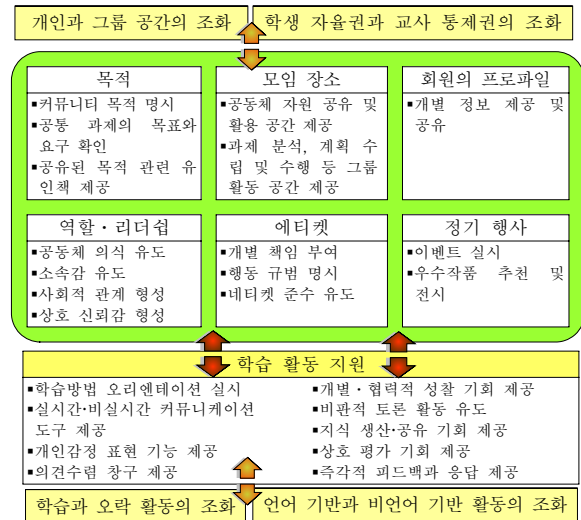 개인과 그룹 공간의 조화
학생 자율권과 교사 통제권의 조화
목적
▪커뮤니티 목적 명시
▪공통 과제의 목표와
요구 확인
▪공유된 목적 관련 유
인책 제공
모임 장소
▪공동체 자원 공유 및
활용 공간 제공
▪과제 분석, 계획 수
립 및 수행 등 그룹
활동 공간 제공
회원의 프로파일
▪개별 정보 제공 및
공유
역할·리더쉽
▪공동체 의식 유도
▪소속감 유도
▪사회적 관계 형성
▪상호 신뢰감 형성
에티켓
▪개별 책임 부여
▪행동 규범 명시
▪네티켓 준수 유도
정기 행사
▪이벤트 실시
▪우수작품 추천 및
전시
학습 활동 지원
▪학습방법 오리엔테이션 실시
▪실시간·비실시간 커뮤니케이션
도구 제공
▪개인감정 표현 기능 제공
▪의견수렴 창구 제공
▪개별·협력적 성찰 기회 제공
▪비판적 토론 활동 유도
▪지식 생산·공유 기회 제공
▪상호 평가 기회 제공
▪즉각적 피드백과 응답 제공
학습과 오락 활동의 조화
언어 기반과 비언어 기반 활동의 조화